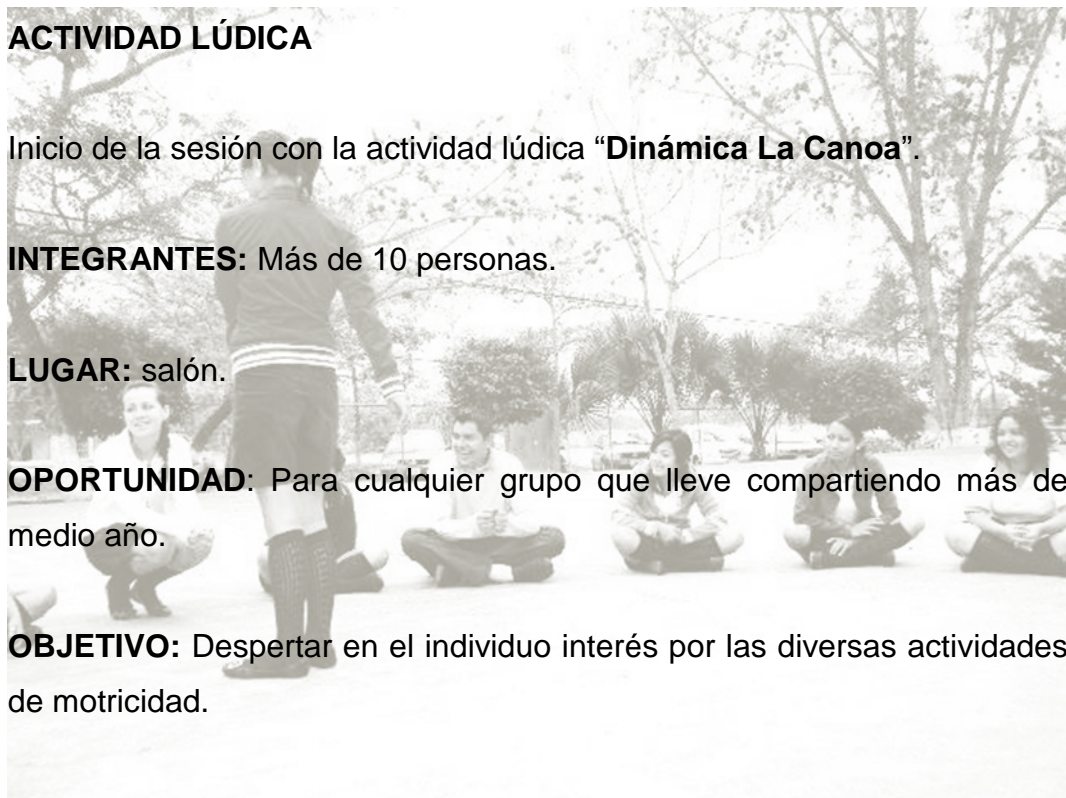 ACTIVIDAD LÚDICA
Inicio de la sesión con la actividad lúdica “Dinámica La Canoa”.
INTEGRANTES: Más de 10 personas.
LUGAR: salón.
OPORTUNIDAD: Para cualquier grupo que lleve compartiendo más de
medio año.
OBJETIVO: Despertar en el individuo interés por las diversas actividades
de motricidad.